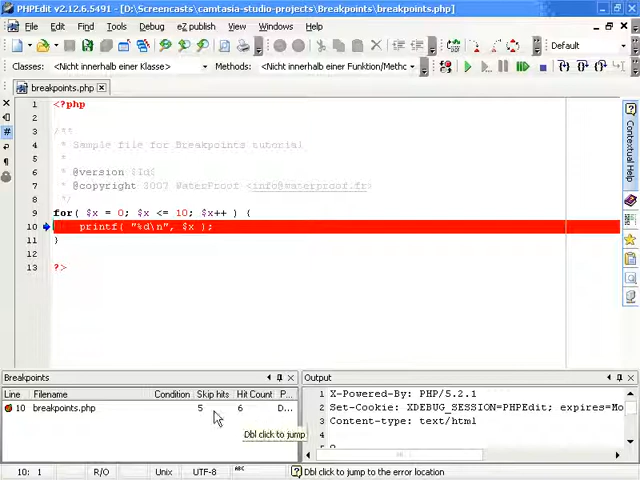 PHPEdit v2.12.6.5491 - [D:\Screencasts\camtasia-studio-projects\Breakpoints\breakpoints.php]
File Edit Tools Debug eZ publish View Windows Help
Default
Classes: <Nicht innerhalb einer Klasse> Methods: <Nicht innerhalb einer Funktion/Methoc
breakpoints.php
1 <?php
2
3 /**
4 * Sample file for Breakpoints tutorial
5 *
6 * @version $Id$
7 * @copyright 3007 WaterProof <info@waterproof.fr>
8 */
9 for( $x = 0; $x <= 10; $x++ ) {
10 printf( "%d\n", $x );
11 }
12
13 ?>
Contextual Help
Breakpoints
Line Filename Condition Skip hits Hit Count P...
10 breakpoints.php 5 6 D...
Dbl click to jump
Output
1 X-Powered-By: PHP/5.2.1
2 Set-Cookie: XDEBUG_SESSION=PHPEdit; expires=Mo
3 Content-type: text/html
4
5 0
10: 1 R/O Unix UTF-8 ABC Dbl click to jump to the error location